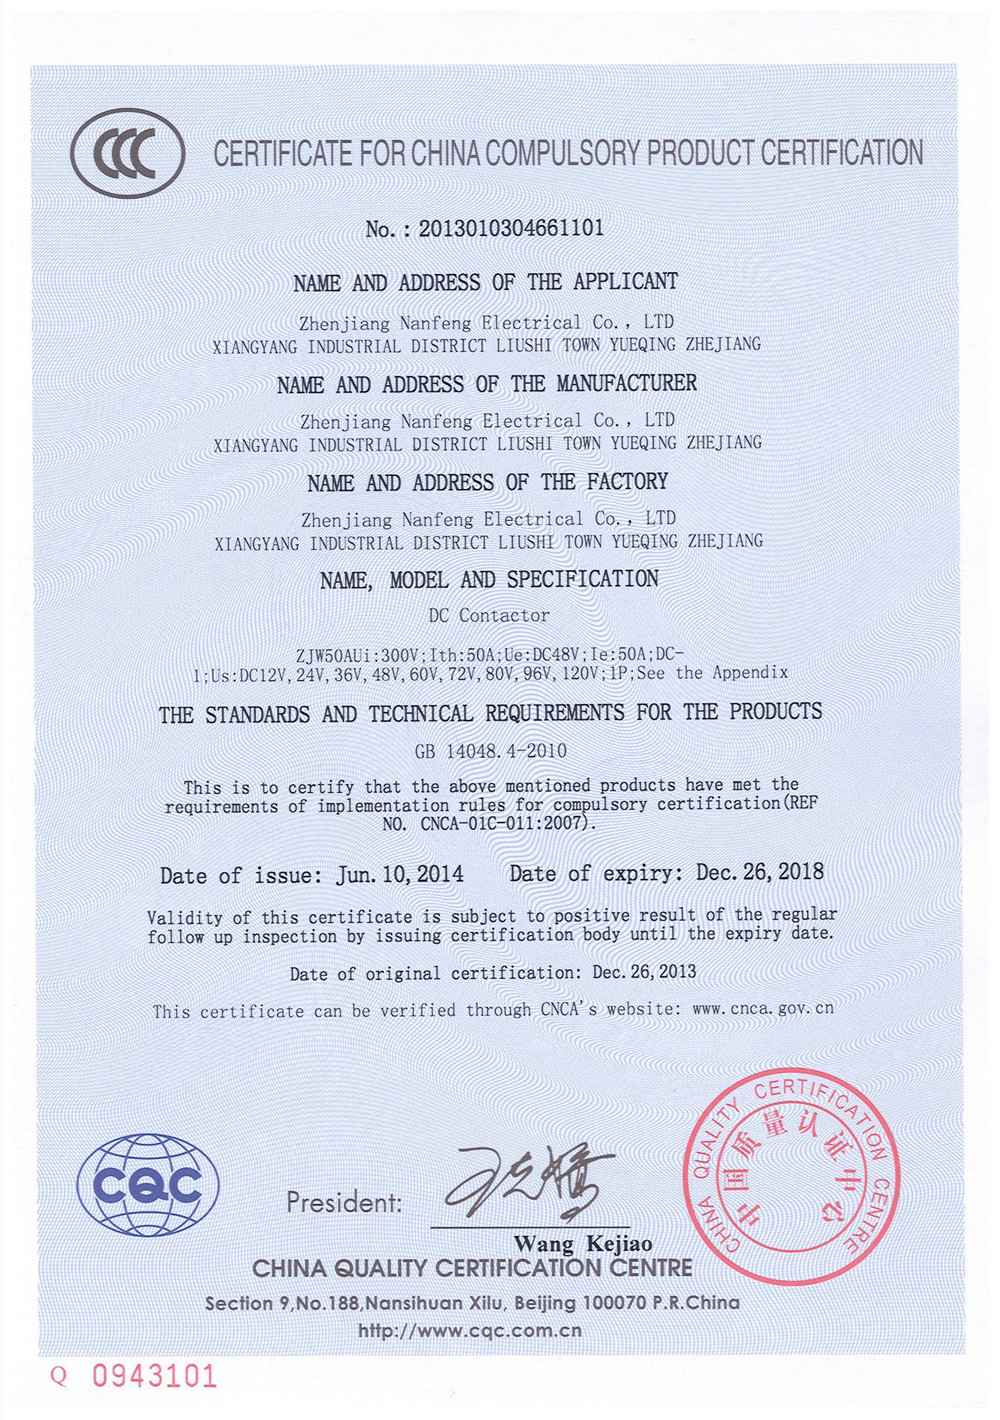 CCC
CERTIFICATE FOR CHINA COMPULSORY PRODUCT CERTIFICATION
No.: 2013010304661101
NAME AND ADDRESS OF THE APPLICANT
Zhenjiang Nanfeng Electrical Co., LTD
XIANGYANG INDUSTRIAL DISTRICT LIUSHI TOWN YUEQING ZHEJIANG
NAME AND ADDRESS OF THE MANUFACTURER
Zhenjiang Nanfeng Electrical Co., LTD
XIANGYANG INDUSTRIAL DISTRICT LIUSHI TOWN YUEQING ZHEJIANG
NAME AND ADDRESS OF THE FACTORY
Zhenjiang Nanfeng Electrical Co., LTD
XIANGYANG INDUSTRIAL DISTRICT LIUSHI TOWN YUEQING ZHEJIANG
NAME, MODEL AND SPECIFICATION
DC Contactor
ZJW50AUi:300V;Ith:50A;Ue:DC48V;Ie:50A;DC-
1;Us:DC12V,24V,36V,48V,60V,72V,80V,96V,120V;1P;See the Appendix
THE STANDARDS AND TECHNICAL REQUIREMENTS FOR THE PRODUCTS
GB 14048.4-2010
This is to certify that the above mentioned products have met the
requirements of implementation rules for compulsory certification(REF
NO. CNCA-01C-011:2007).
Date of issue: Jun.10,2014 Date of expiry: Dec.26,2018
Validity of this certificate is subject to positive result of the regular
follow up inspection by issuing certification body until the expiry date.
Date of original certification: Dec.26,2013
This certificate can be verified through CNCA's website: www.cnca.gov.cn
CHINA QUALITY CERTIFICATION CENTRE
中国质量认证中心
CQC
President:
王克娇
Wang Kejiao
CHINA QUALITY CERTIFICATION CENTRE
Section 9,No.188,Nansihuan Xilu, Beijing 100070 P.R.China
http://www.cqc.com.cn
Q 0943101